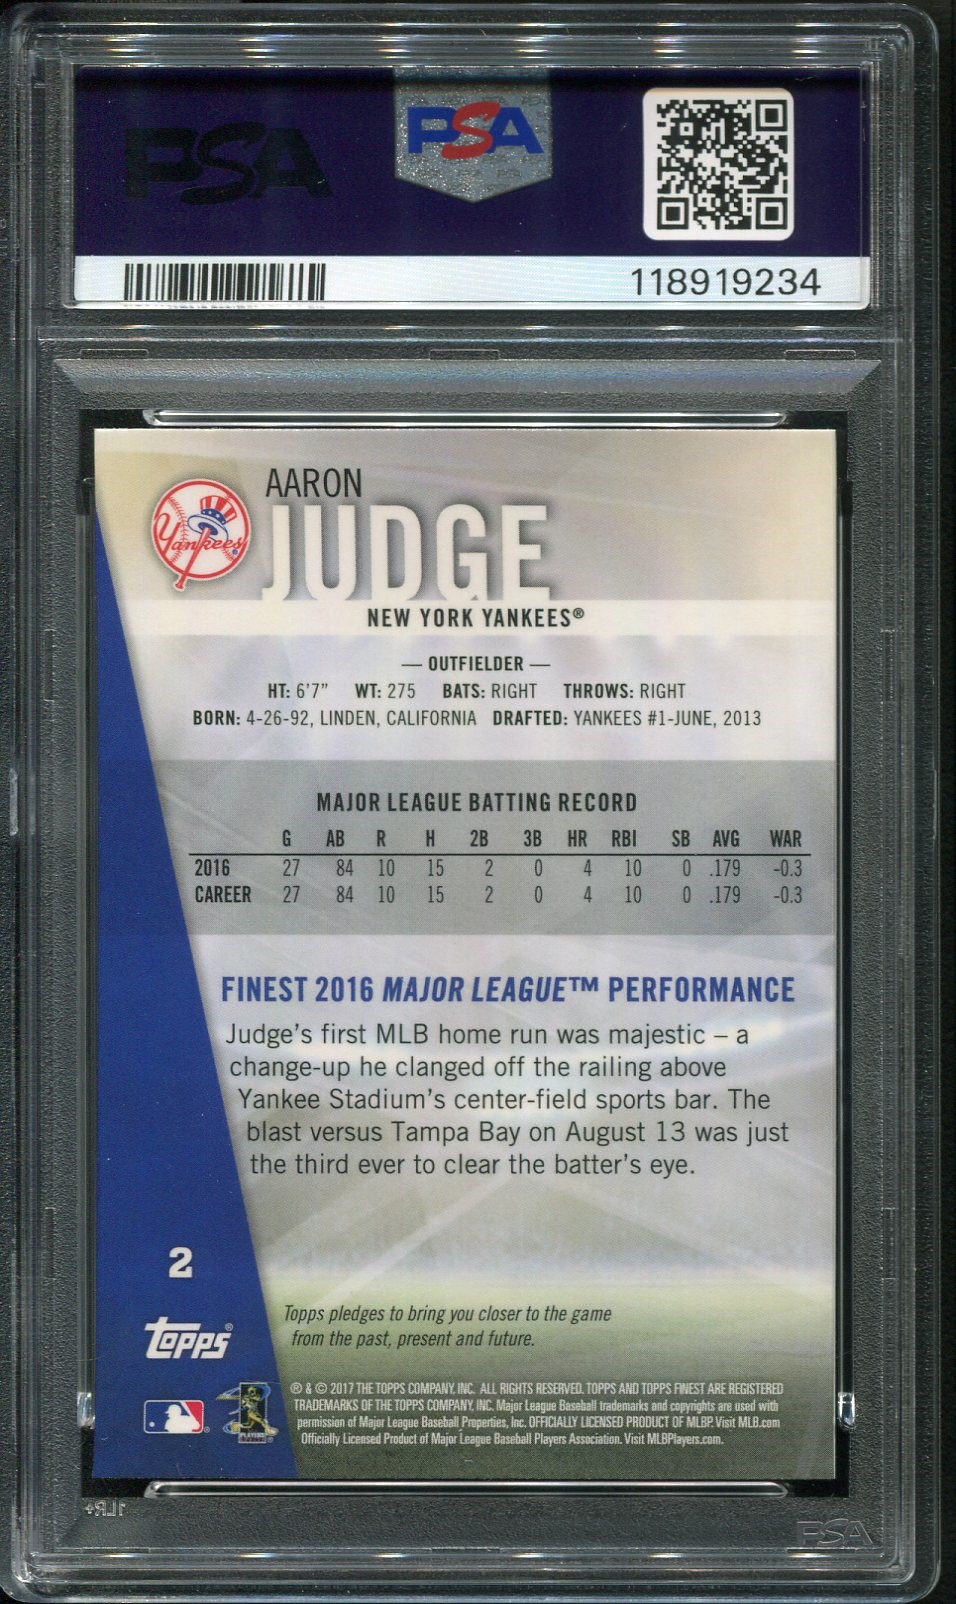 PSA
PSA
118919234
AARON
JUDGE
Yankees
NEW YORK YANKEES®
— OUTFIELDER —
HT: 6'7" WT: 275 BATS: RIGHT THROWS: RIGHT
BORN: 4-26-92, LINDEN, CALIFORNIA DRAFTED: YANKEES #1-JUNE, 2013
MAJOR LEAGUE BATTING RECORD
G AB R H 2B 3B HR RBI SB AVG WAR
2016 27 84 10 15 2 0 4 10 0 .179 -0.3
CAREER 27 84 10 15 2 0 4 10 0 .179 -0.3
FINEST 2016 MAJOR LEAGUE™ PERFORMANCE
Judge's first MLB home run was majestic – a
change-up he clanged off the railing above
Yankee Stadium's center-field sports bar. The
blast versus Tampa Bay on August 13 was just
the third ever to clear the batter's eye.
2
Topps pledges to bring you closer to the game
from the past, present and future.
topps®
® & © 2017 THE TOPPS COMPANY, INC. ALL RIGHTS RESERVED. TOPPS AND TOPPS FINEST ARE REGISTERED
TRADEMARKS OF THE TOPPS COMPANY, INC. Major League Baseball trademarks and copyrights are used with
permission of Major League Baseball Properties, Inc. OFFICIALLY LICENSED PRODUCT OF MLBP. Visit MLB.com
Officially Licensed Product of Major League Baseball Players Association. Visit MLBPlayers.com.
PLAYERS
PSA